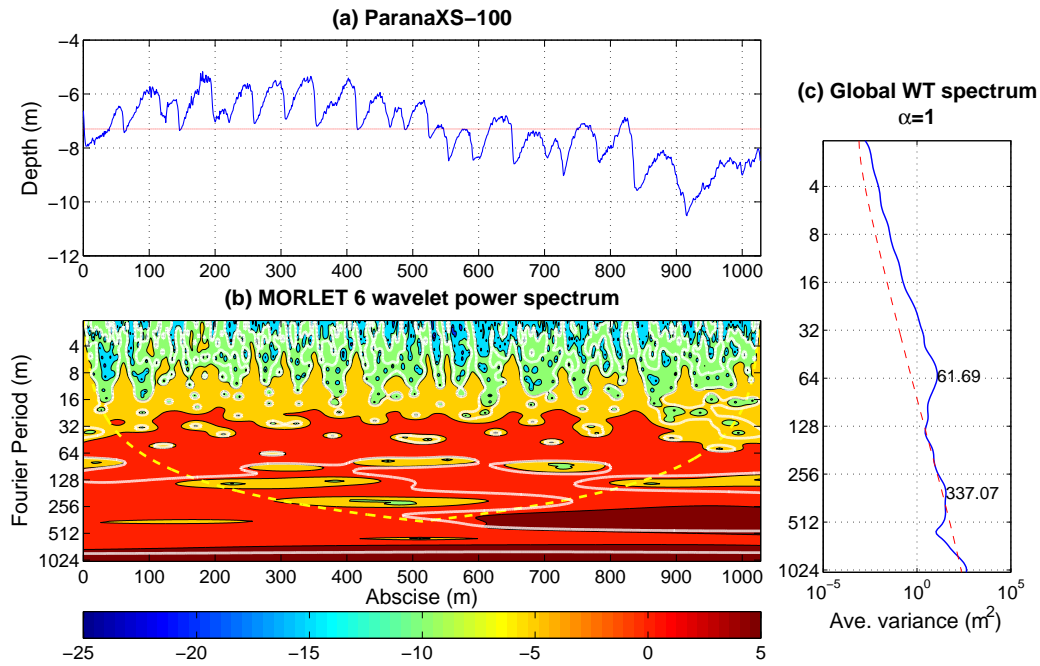 (a) ParanaXS−100
−4
−6
−8
−10
−12
Depth (m)
0 100 200 300 400 500 600 700 800 900 1000
(b) MORLET 6 wavelet power spectrum
4
8
16
32
64
128
256
512
1024
Fourier Period (m)
0 100 200 300 400 500 600 700 800 900 1000
Abscise (m)
−25 −20 −15 −10 −5 0 5
(c) Global WT spectrum
α=1
4
8
16
32
64
128
256
512
1024
61.69
337.07
10−5 100 105
Ave. variance (m2)